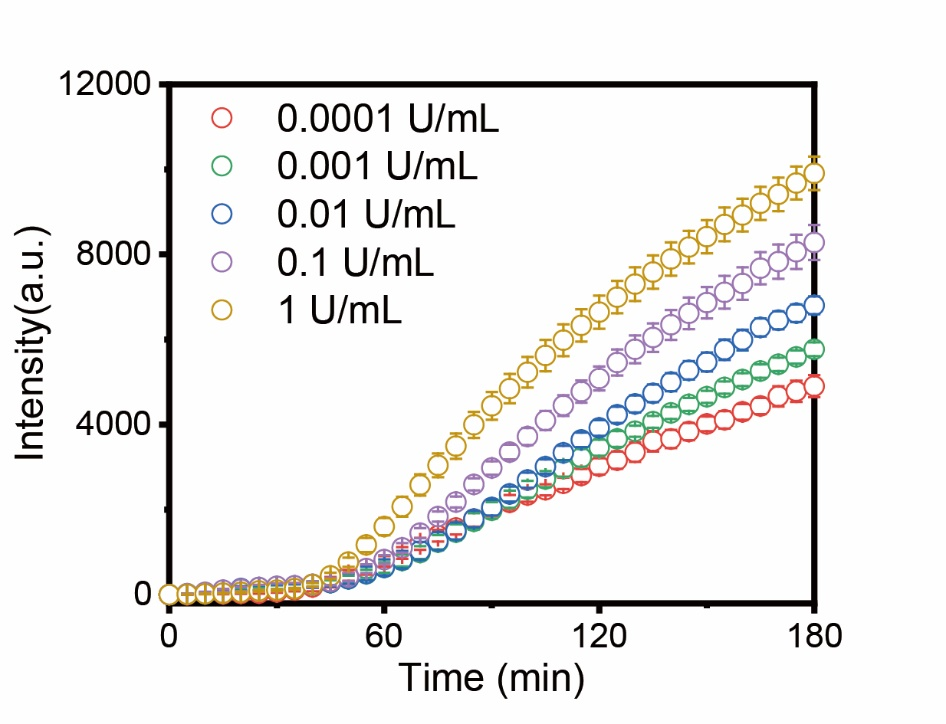 12000
8000
4000
0
Intensity(a.u.)
0.0001 U/mL
0.001 U/mL
0.01 U/mL
0.1 U/mL
1 U/mL
0 60 120 180
Time (min)